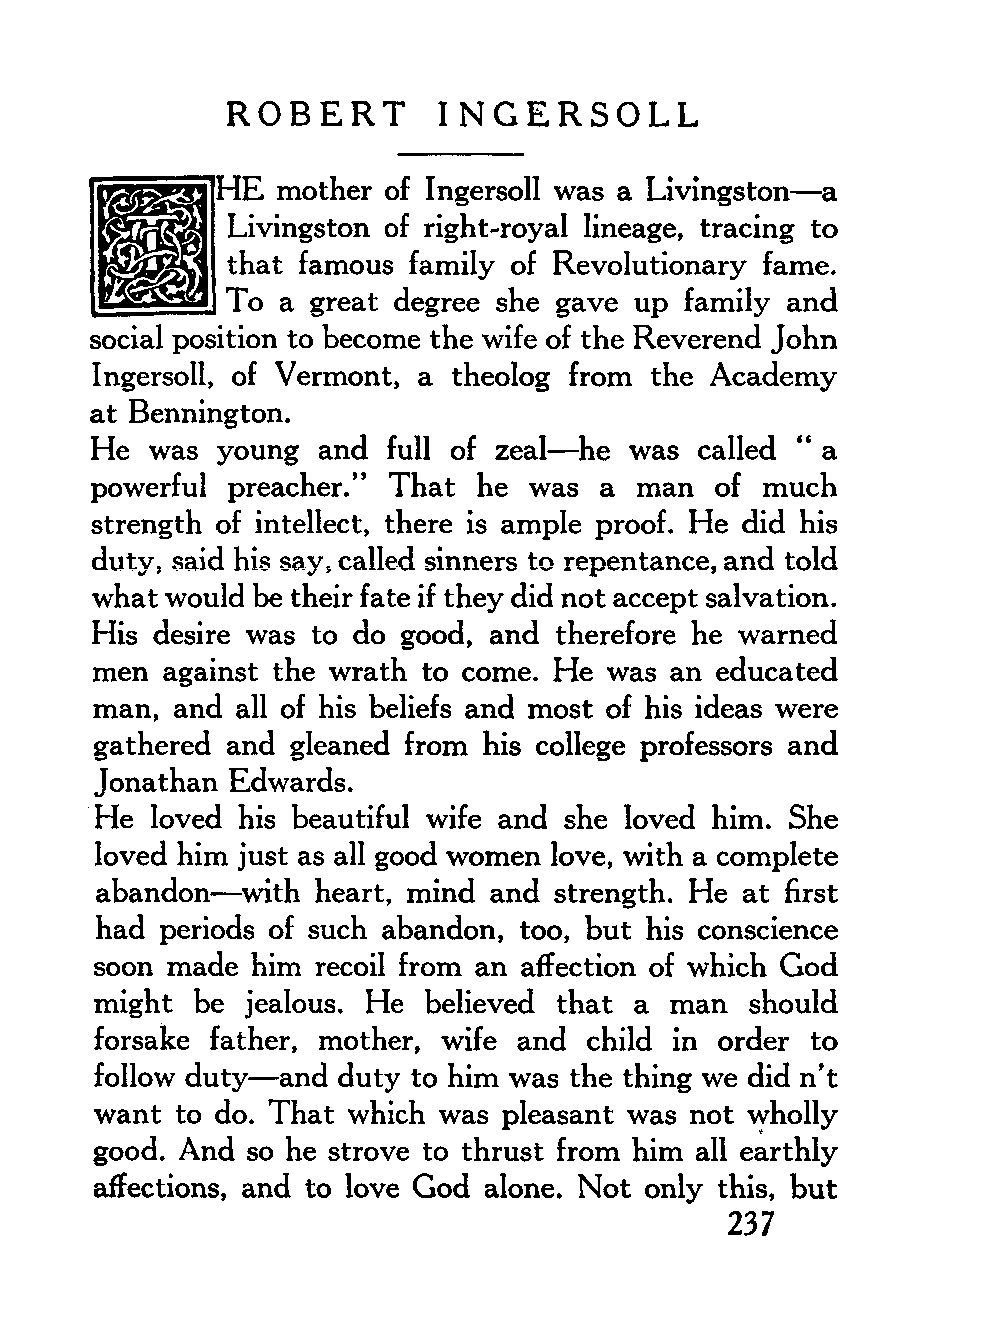 ROBERT INGERSOLL
THE mother of Ingersoll was a Livingston—a
Livingston of right-royal lineage, tracing to
that famous family of Revolutionary fame.
To a great degree she gave up family and
social position to become the wife of the Reverend John
Ingersoll, of Vermont, a theolog from the Academy
at Bennington.
He was young and full of zeal—he was called “ a
powerful preacher.” That he was a man of much
strength of intellect, there is ample proof. He did his
duty, said his say, called sinners to repentance, and told
what would be their fate if they did not accept salvation.
His desire was to do good, and therefore he warned
men against the wrath to come. He was an educated
man, and all of his beliefs and most of his ideas were
gathered and gleaned from his college professors and
Jonathan Edwards.
He loved his beautiful wife and she loved him. She
loved him just as all good women love, with a complete
abandon—with heart, mind and strength. He at first
had periods of such abandon, too, but his conscience
soon made him recoil from an affection of which God
might be jealous. He believed that a man should
forsake father, mother, wife and child in order to
follow duty—and duty to him was the thing we did n’t
want to do. That which was pleasant was not wholly
good. And so he strove to thrust from him all earthly
affections, and to love God alone. Not only this, but
237